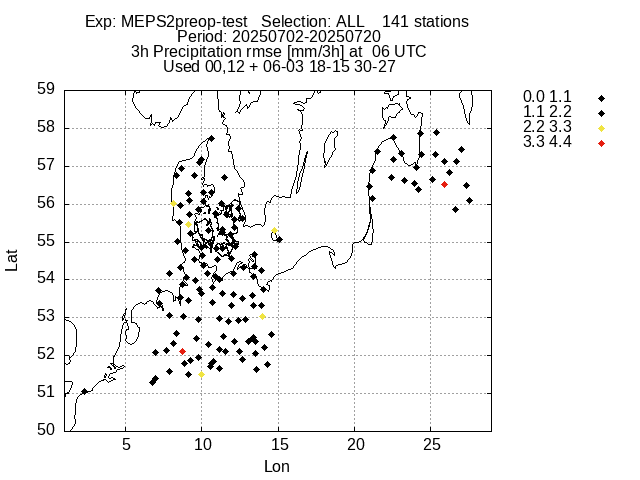 Exp: MEPS2preop-test   Selection: ALL    141 stations
Period: 20250702-20250720
3h Precipitation rmse [mm/3h] at  06 UTC
Used 00,12 + 06-03 18-15 30-27
0.0 1.1
1.1 2.2
2.2 3.3
3.3 4.4
59
58
57
56
55
54
53
52
51
50
Lat
5 10 15 20 25
Lon